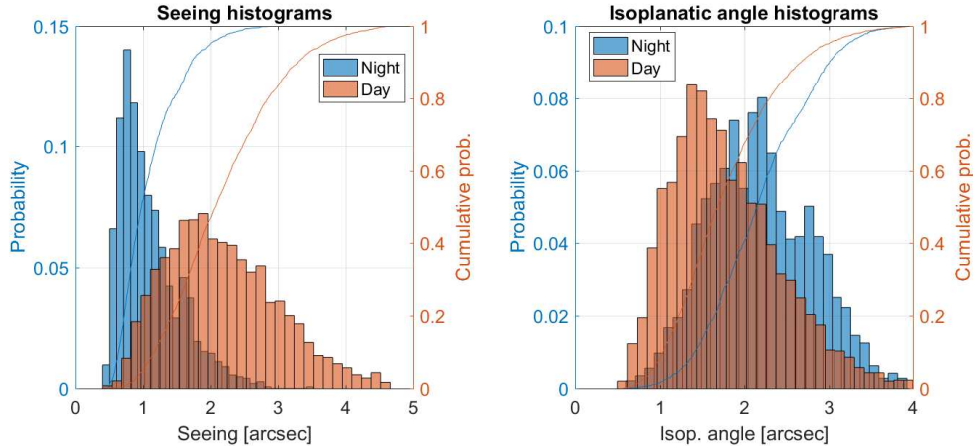 Seeing histograms
0.15
0.1
0.05
0
Probability
1
0.8
0.6
0.4
0.2
0
Cumulative prob.
Night
Day
0 1 2 3 4 5
Seeing [arcsec]
Isoplanatic angle histograms
0.1
0.08
0.06
0.04
0.02
0
Probability
1
0.8
0.6
0.4
0.2
0
Cumulative prob.
Night
Day
0 1 2 3 4
Isop. angle [arcsec]